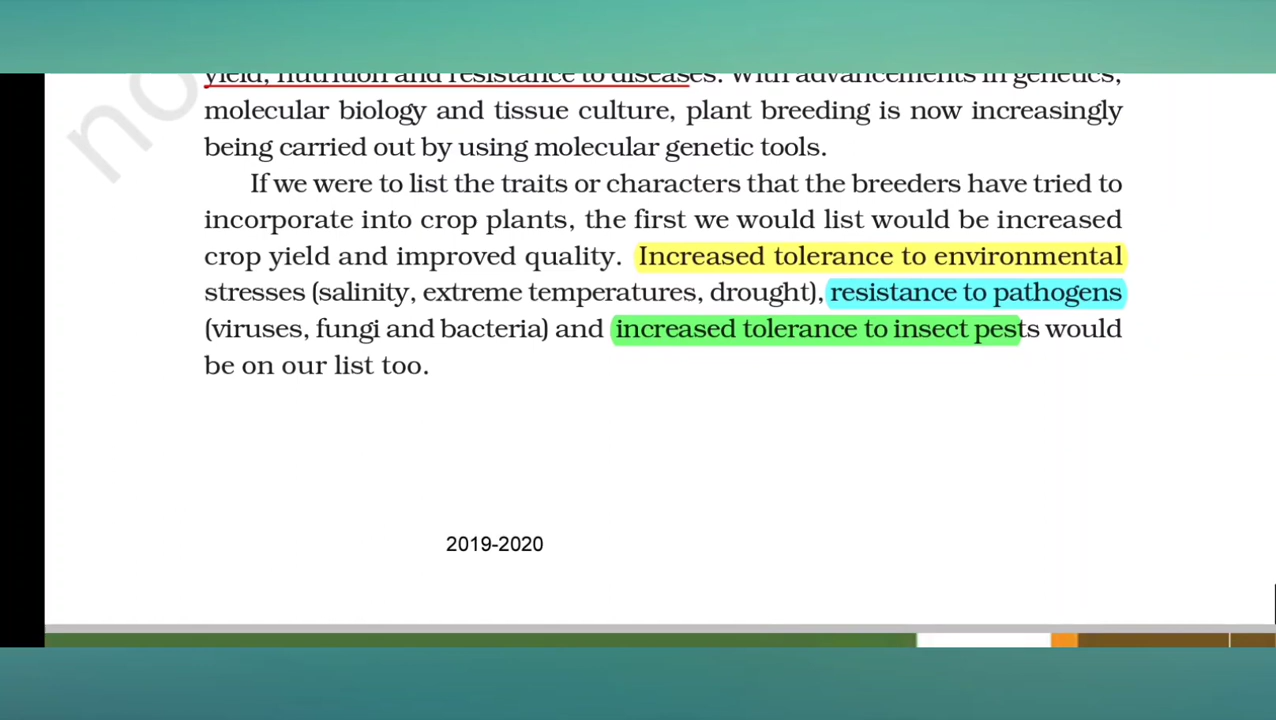 yield, nutrition and resistance to diseases. With advancements in genetics,
molecular biology and tissue culture, plant breeding is now increasingly
being carried out by using molecular genetic tools.
If we were to list the traits or characters that the breeders have tried to
incorporate into crop plants, the first we would list would be increased
crop yield and improved quality. Increased tolerance to environmental
stresses (salinity, extreme temperatures, drought), resistance to pathogens
(viruses, fungi and bacteria) and increased tolerance to insect pests would
be on our list too.
2019-2020
no